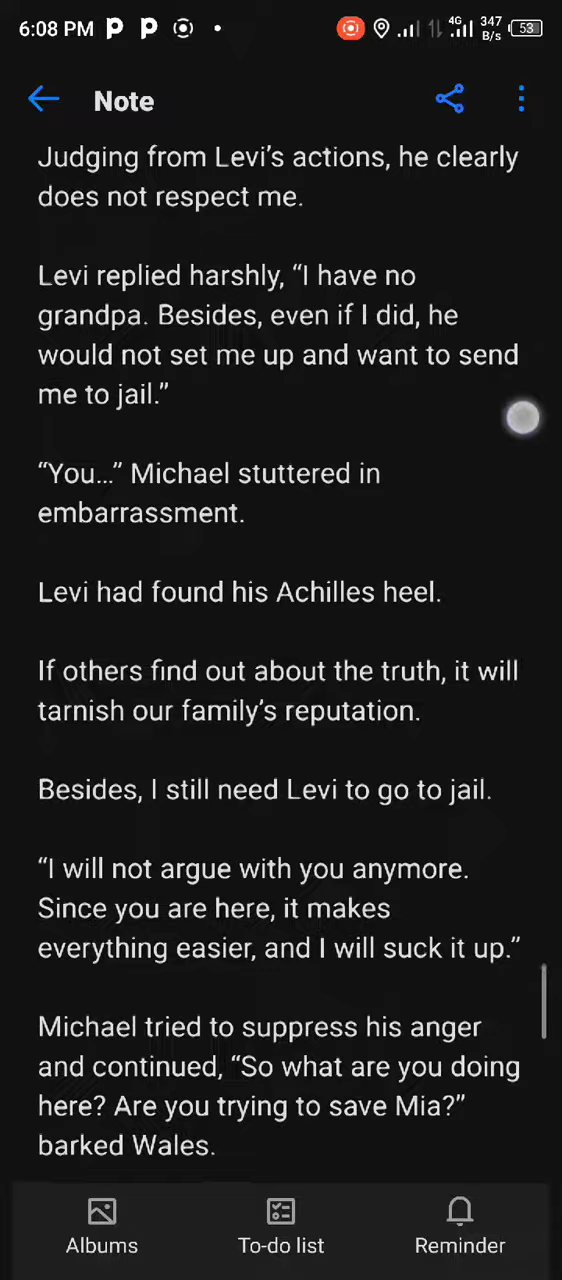 6:08 PM
4G
347
B/s
53
Note
Judging from Levi’s actions, he clearly
does not respect me.
Levi replied harshly, “I have no
grandpa. Besides, even if I did, he
would not set me up and want to send
me to jail.”
“You…” Michael stuttered in
embarrassment.
Levi had found his Achilles heel.
If others find out about the truth, it will
tarnish our family’s reputation.
Besides, I still need Levi to go to jail.
“I will not argue with you anymore.
Since you are here, it makes
everything easier, and I will suck it up.”
Michael tried to suppress his anger
and continued, “So what are you doing
here? Are you trying to save Mia?”
barked Wales.
Albums
To-do list
Reminder